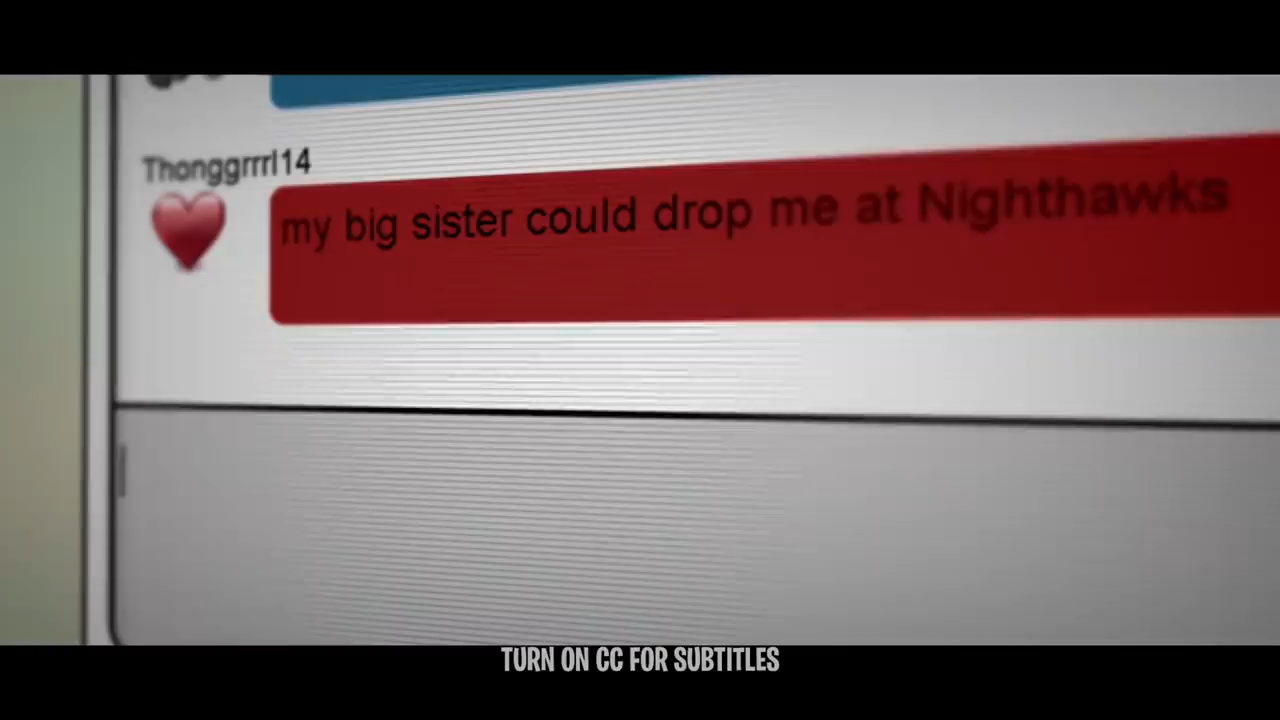 Thonggrrrl14
my big sister could drop me at Nighthawks
TURN ON CC FOR SUBTITLES